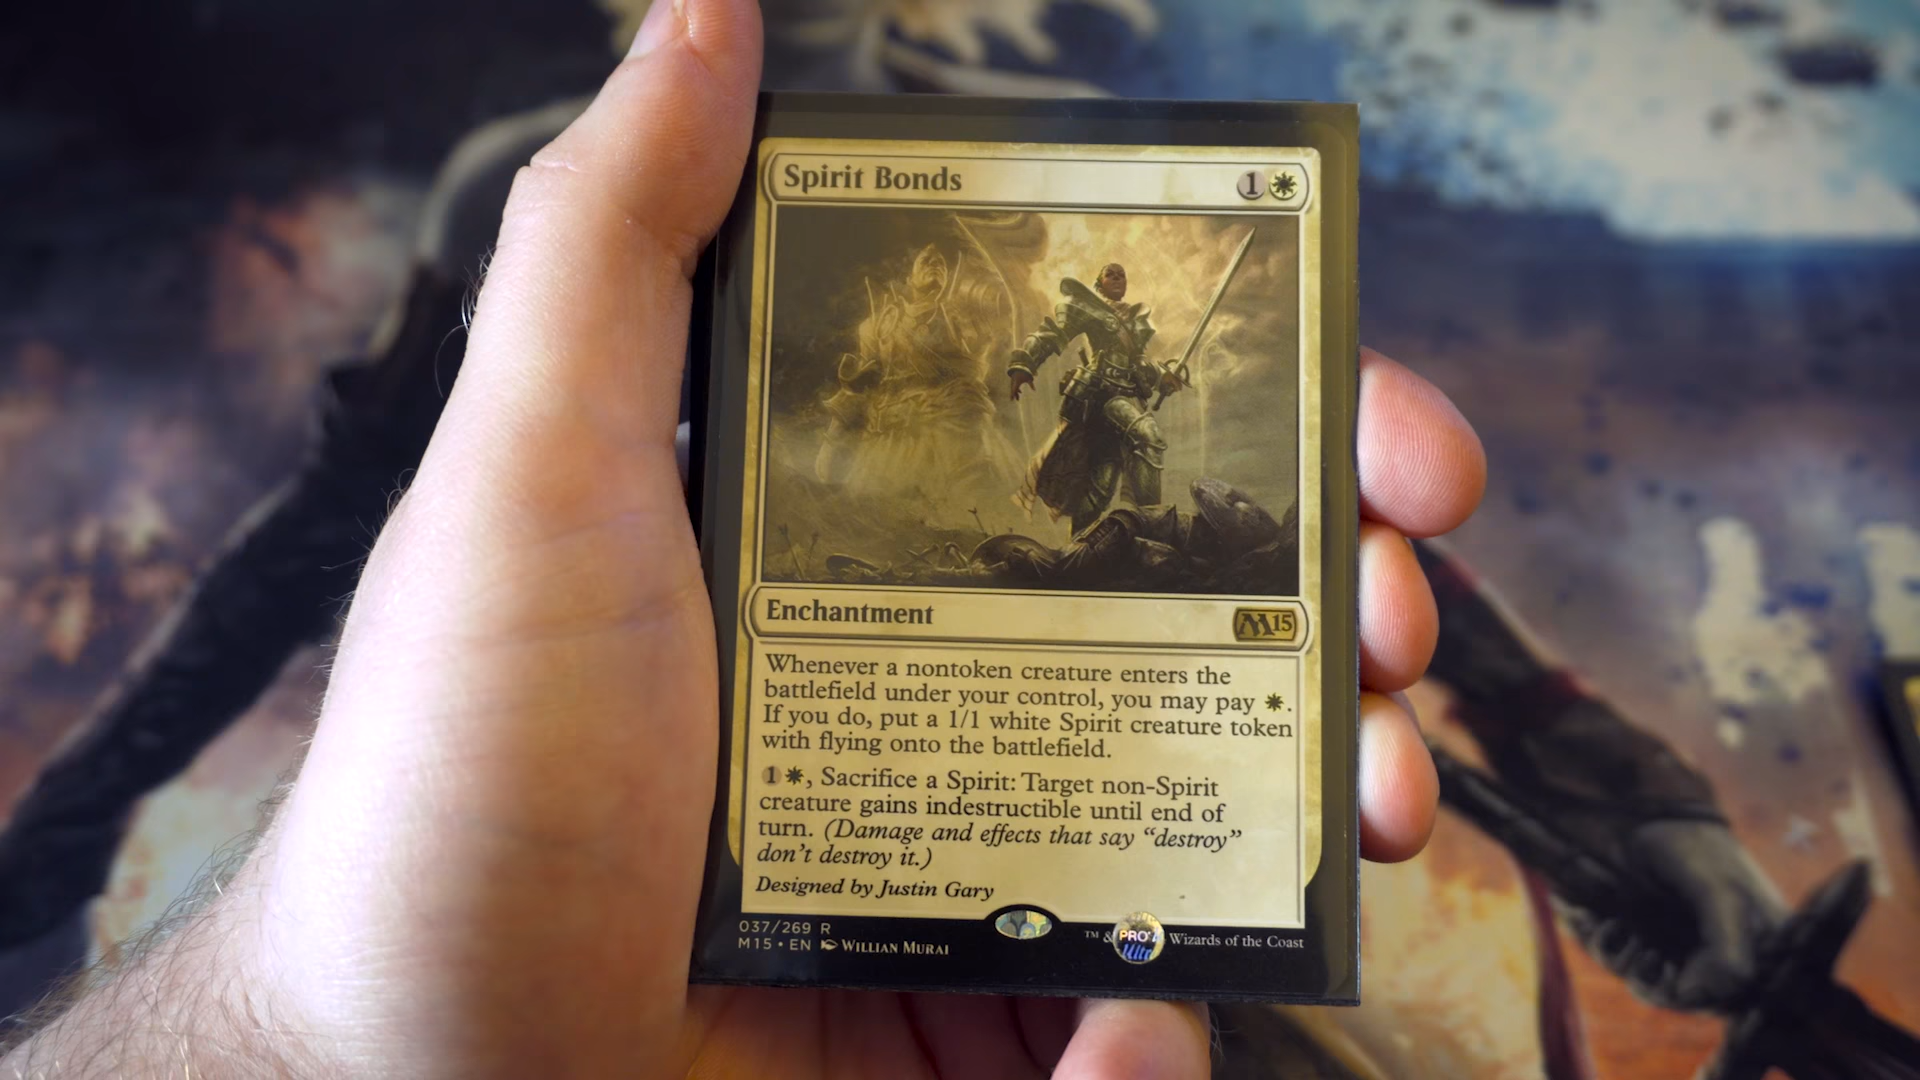 Spirit Bonds 1
Enchantment M15
Whenever a nontoken creature enters the
battlefield under your control, you may pay .
If you do, put a 1/1 white Spirit creature token
with flying onto the battlefield.
1 , Sacrifice a Spirit: Target non-Spirit
creature gains indestructible until end of
turn. (Damage and effects that say “destroy”
don’t destroy it.)
Designed by Justin Gary
037/269 R
M15 • EN WILLIAN MURAI
™ & Wizards of the Coast
PRO
Ultra